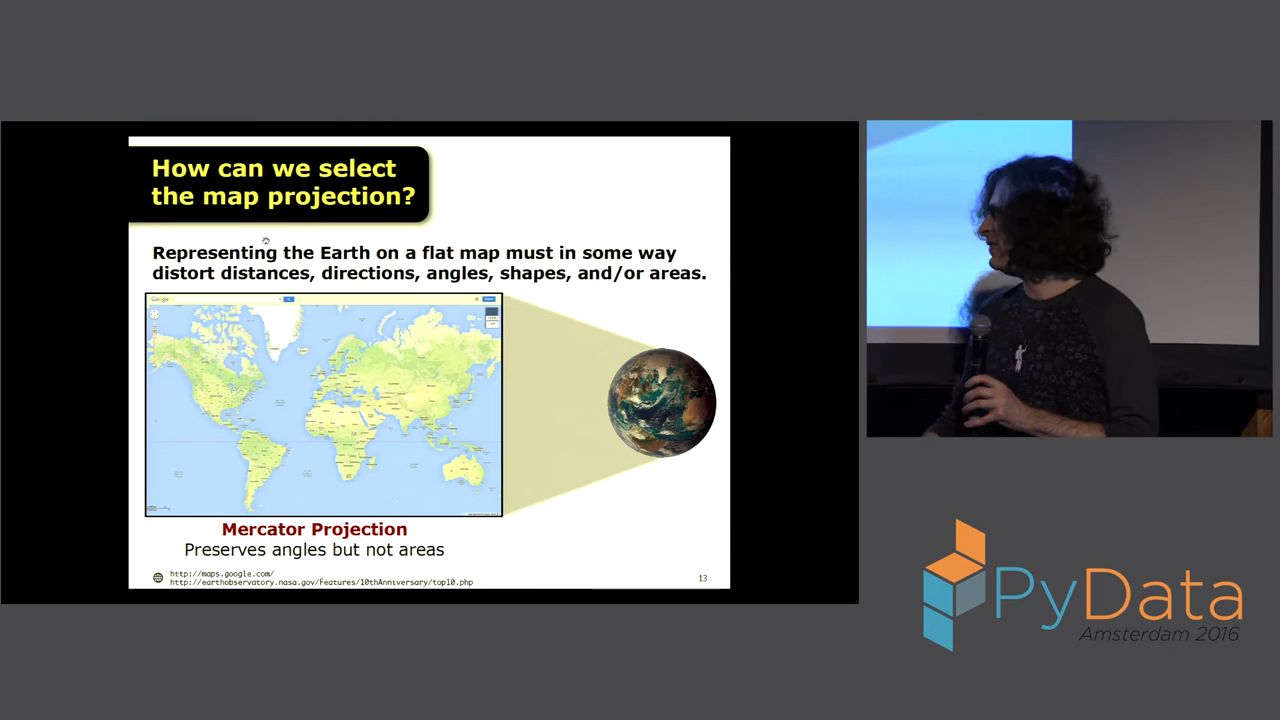 How can we select
the map projection?
Representing the Earth on a flat map must in some way
distort distances, directions, angles, shapes, and/or areas.
Google
Mercator Projection
Preserves angles but not areas
http://maps.google.com/
http://earthobservatory.nasa.gov/Features/10thAnniversary/top10.php
13
PyData
Amsterdam 2016